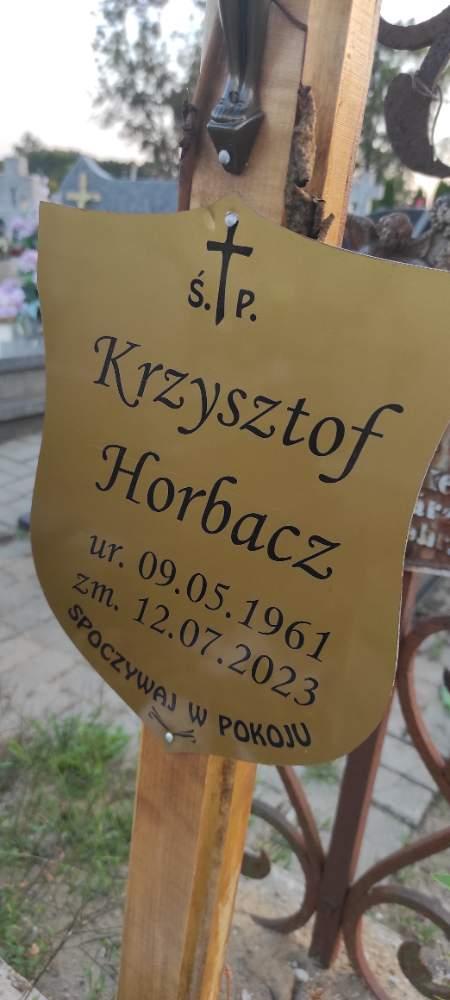 Ś. P.
Krzysztof
Horbacz
ur. 09.05.1961
zm. 12.07.2023
SPOCZYWAJ W POKOJU